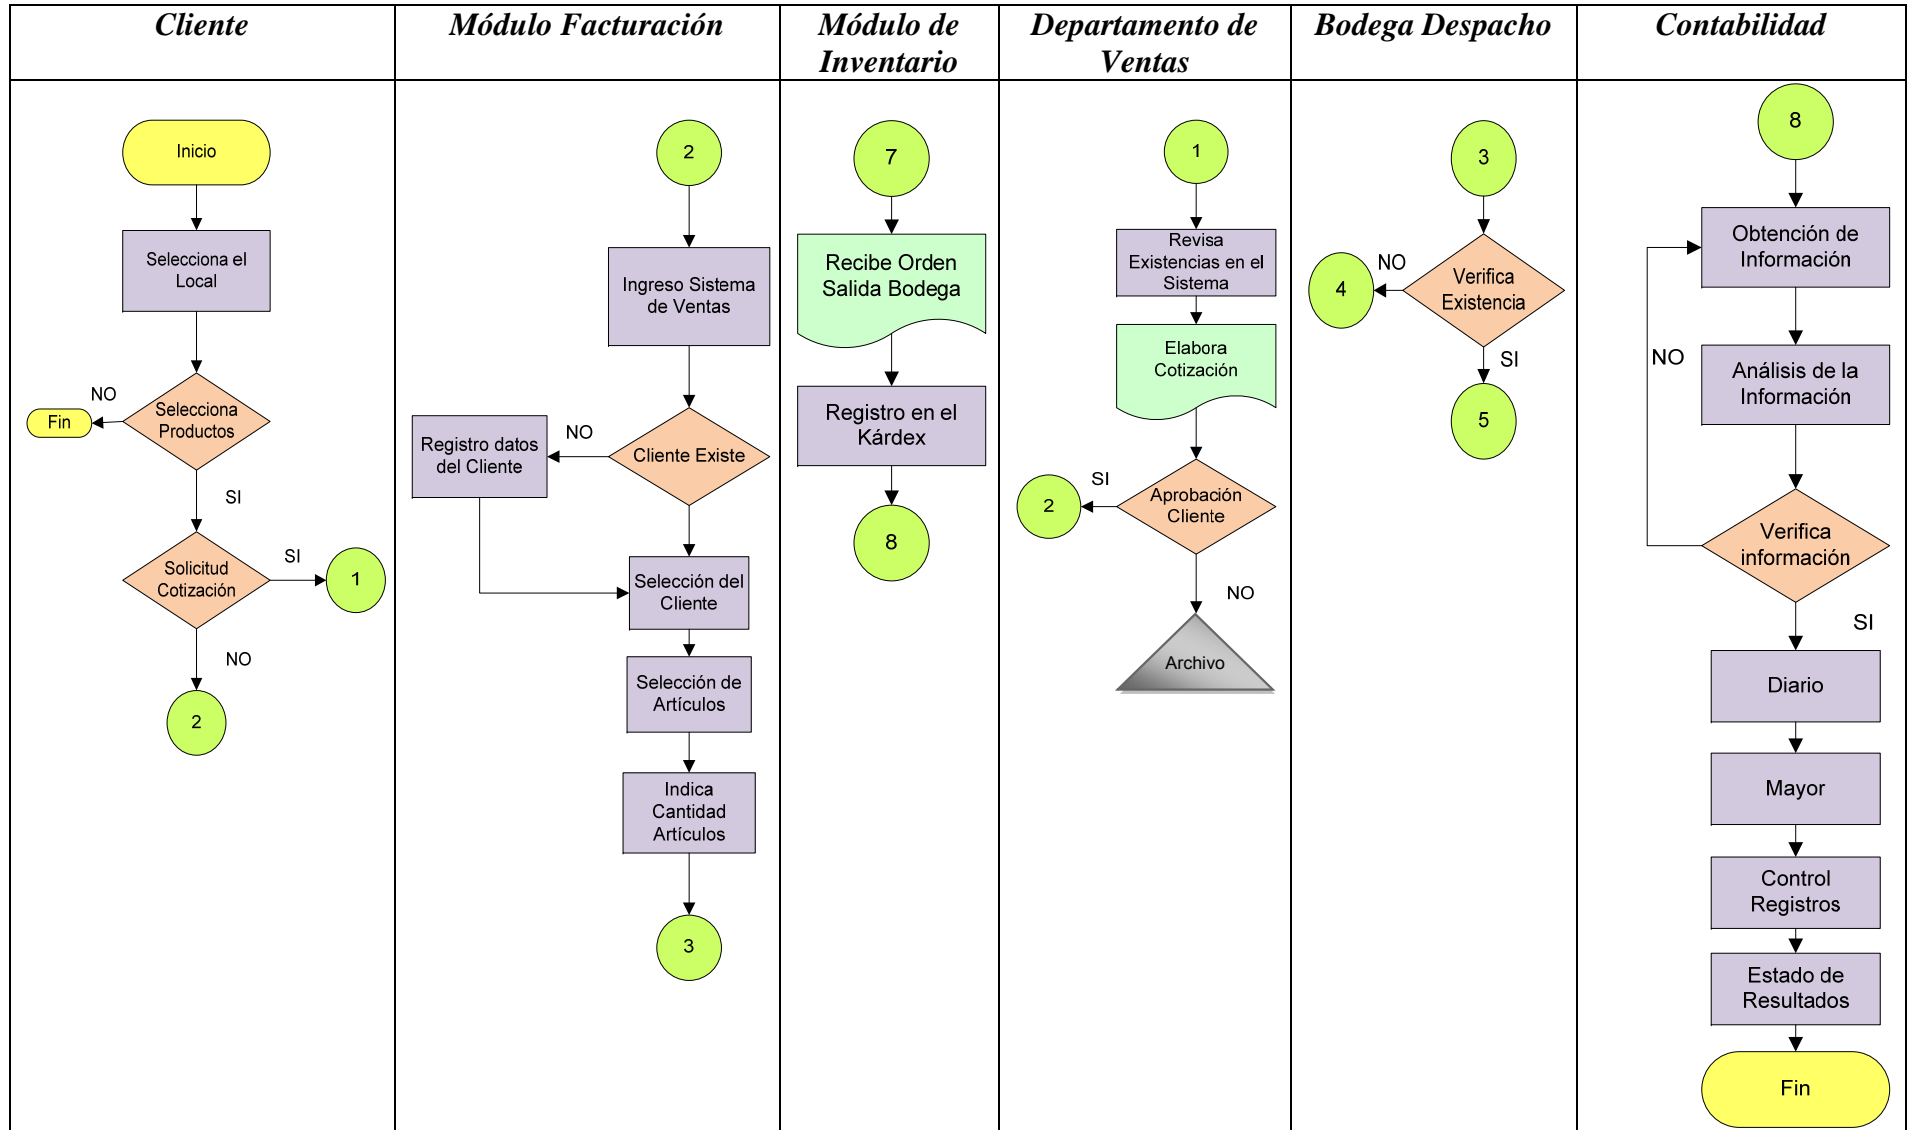 Cliente
Módulo Facturación
Módulo de
Inventario
Departamento de
Ventas
Bodega Despacho
Contabilidad
Inicio
Selecciona el
Local
NO
Fin
Selecciona
Productos
SI
Solicitud
Cotización
SI
1
NO
2
2
Ingreso Sistema
de Ventas
Cliente Existe
NO
Registro datos
del Cliente
Selección del
Cliente
Selección de
Artículos
Indica
Cantidad
Artículos
3
7
Recibe Orden
Salida Bodega
Registro en el
Kárdex
8
1
Revisa
Existencias en el
Sistema
Elabora
Cotización
Aprobación
Cliente
SI
2
NO
Archivo
3
Verifica
Existencia
NO
4
SI
5
8
Obtención de
Información
Análisis de la
Información
NO
Verifica
información
SI
Diario
Mayor
Control
Registros
Estado de
Resultados
Fin